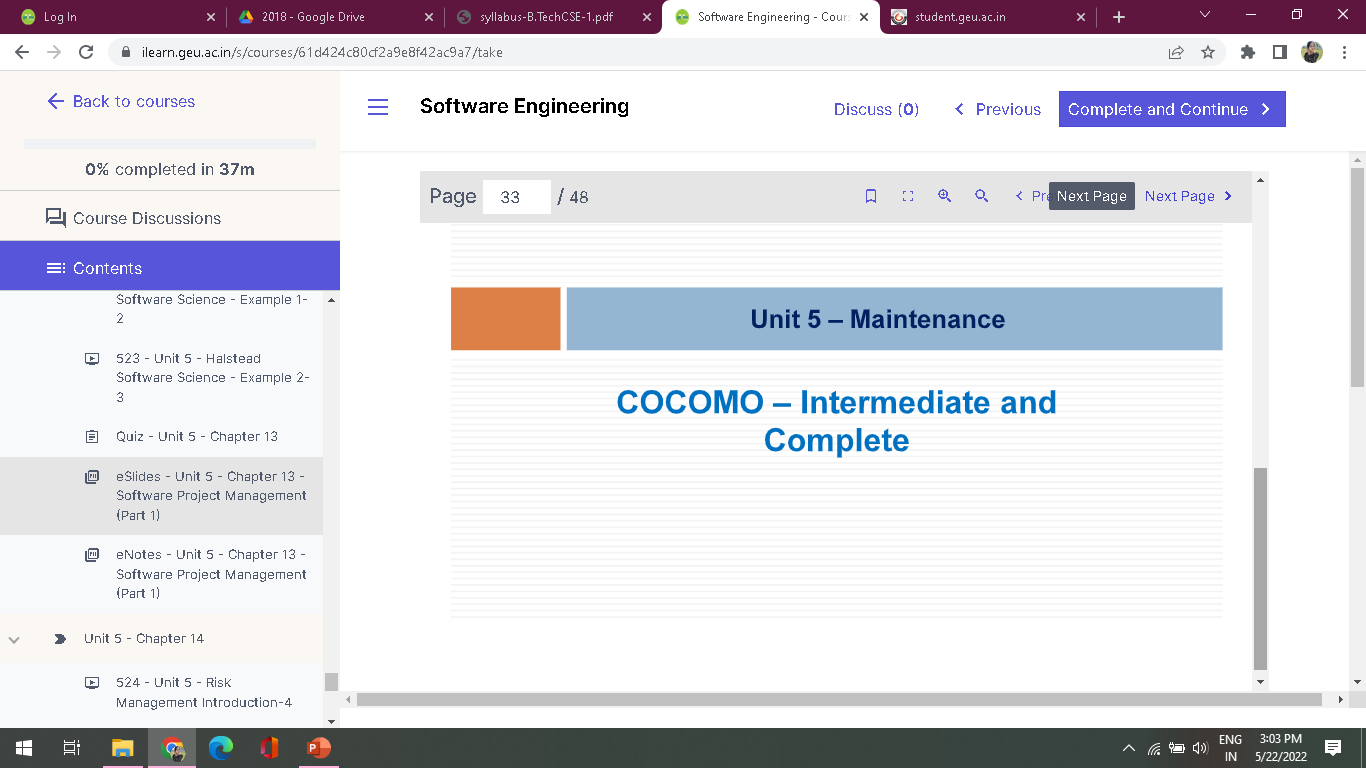 Log In
2018 - Google Drive
syllabus-B.TechCSE-1.pdf
Software Engineering - Cour
student.geu.ac.in
ilearn.geu.ac.in/s/courses/61d424c80cf2a9e8f42ac9a7/take
Back to courses
0% completed in 37m
Course Discussions
Contents
Software Science - Example 1-
2
523 - Unit 5 - Halstead
Software Science - Example 2-
3
Quiz - Unit 5 - Chapter 13
eSlides - Unit 5 - Chapter 13 -
Software Project Management
(Part 1)
eNotes - Unit 5 - Chapter 13 -
Software Project Management
(Part 1)
Unit 5 - Chapter 14
524 - Unit 5 - Risk
Management Introduction-4
Software Engineering
Discuss (0)
Previous
Complete and Continue
Page 33 / 48
Pre
Next Page
Next Page
Unit 5 – Maintenance
COCOMO – Intermediate and
Complete
ENG
IN
3:03 PM
5/22/2022